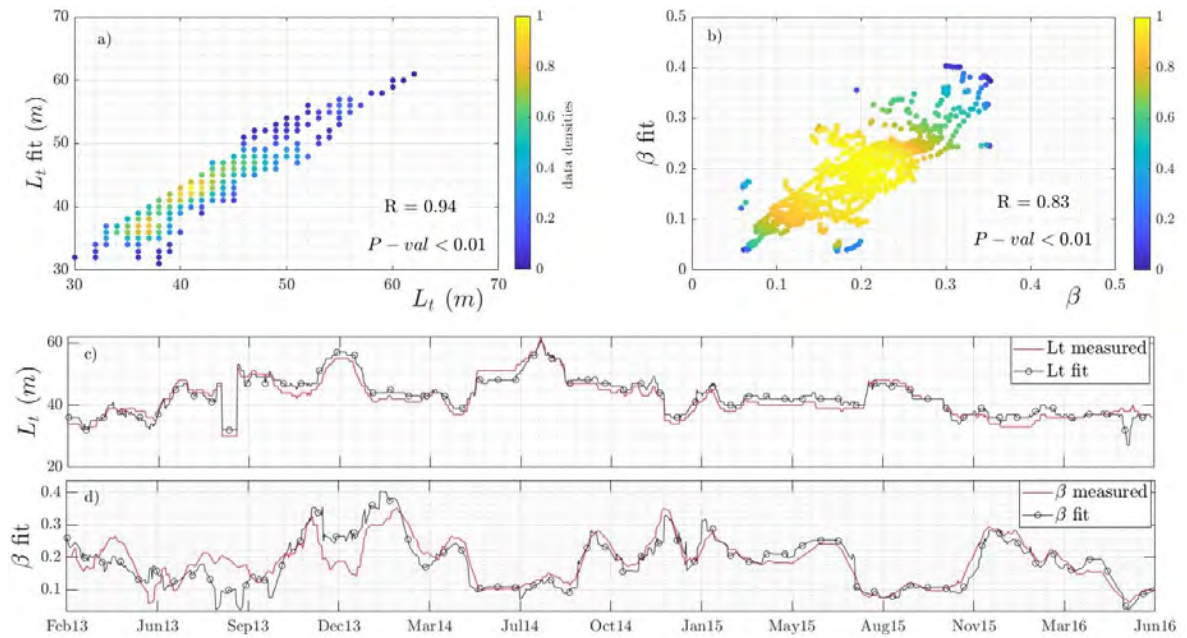 a)
70
60
50
40
30
L_t fit (m)
30 40 50 60 70
L_t (m)
R = 0.94
P − val < 0.01
1
0.8
0.6
0.4
0.2
0
data densities
b)
0.5
0.4
0.3
0.2
0.1
0
β fit
0 0.1 0.2 0.3 0.4 0.5
β
R = 0.83
P − val < 0.01
1
0.8
0.6
0.4
0.2
0
c)
60
40
20
L_t (m)
Lt measured
Lt fit
d)
0.4
0.3
0.2
0.1
β fit
β measured
β fit
Feb13 Jun13 Sep13 Dec13 Mar14 Jul14 Oct14 Jan15 May15 Aug15 Nov15 Mar16 Jun16